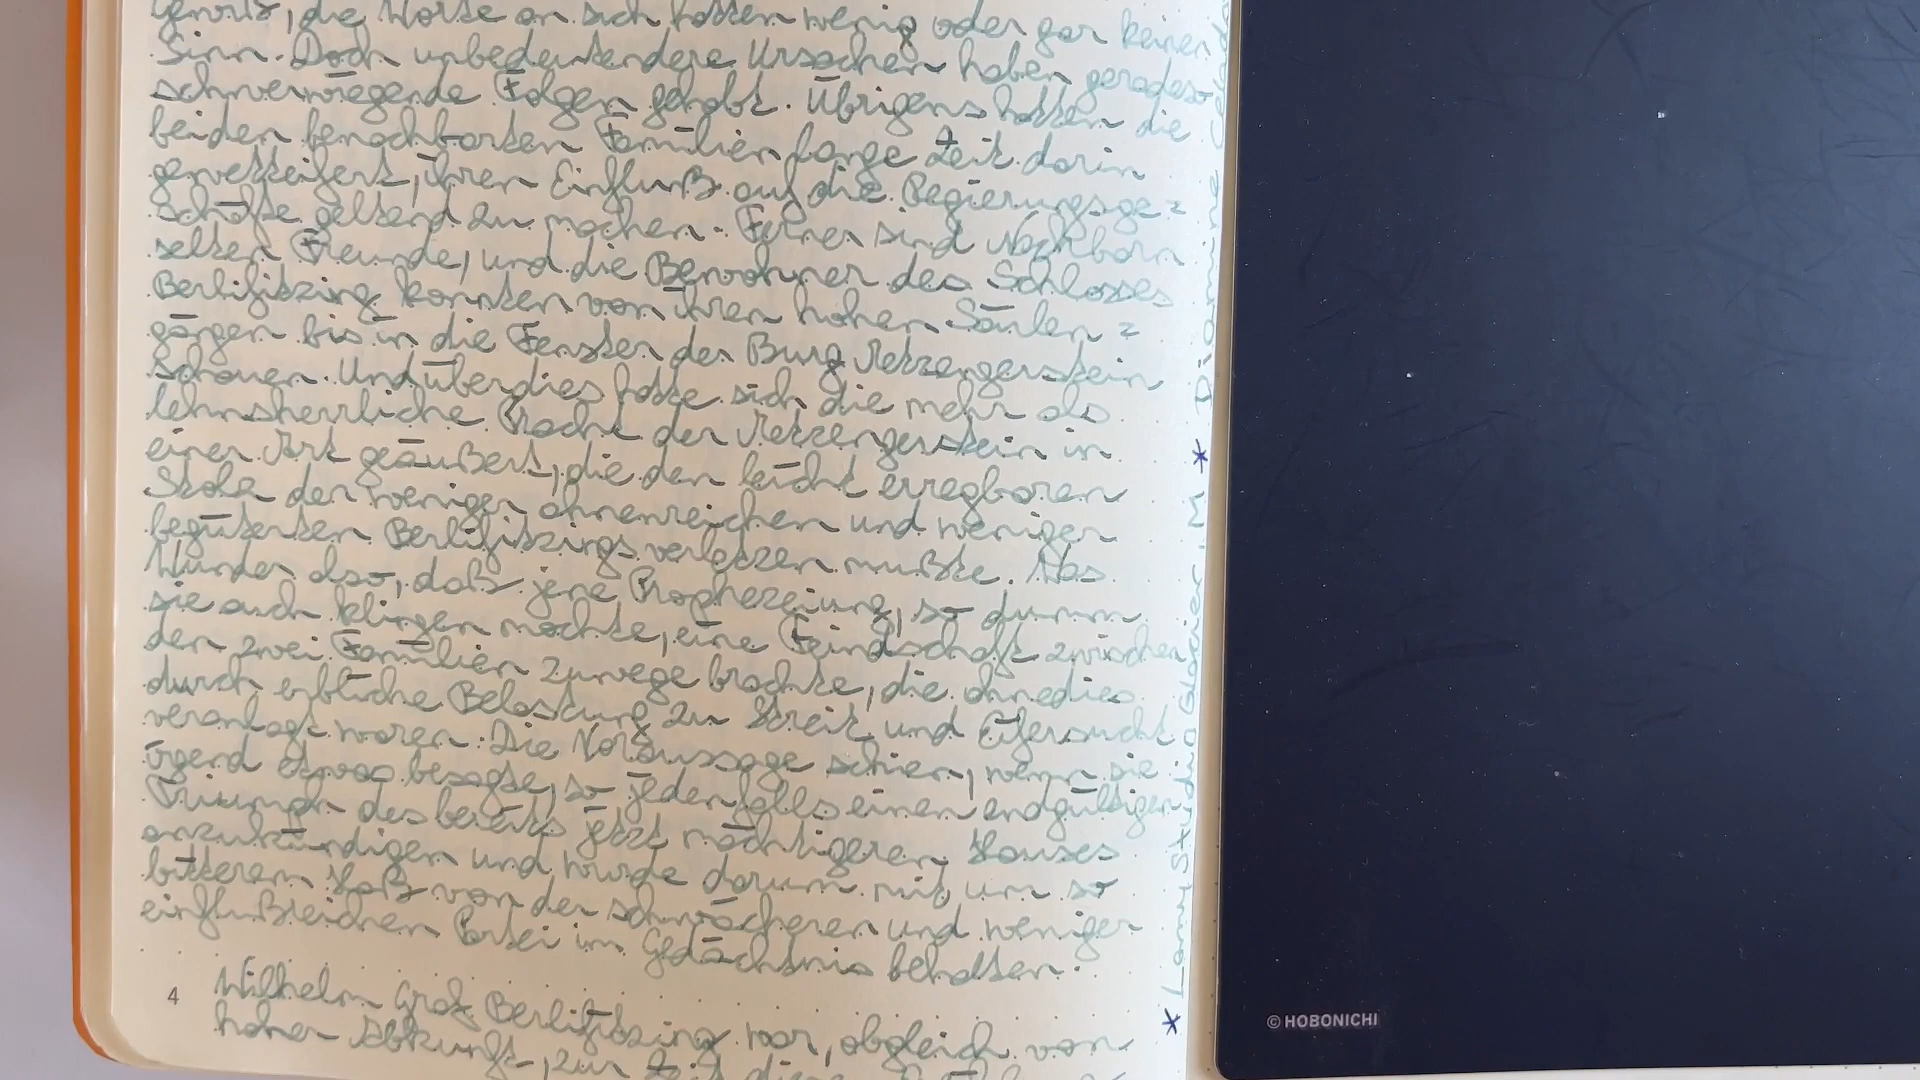 Gewiß, die Worte an sich hatten wenig oder gar keinen
Sinn. Doch unbedeutendere Ursachen haben geradeso
schwerwiegende Folgen gehabt. Übrigens hatten die
beiden benachbarten Familien lange Zeit darin
gewetteifert, ihren Einfluß auf die Regierungsge=
schäfte geltend zu machen. Ferner sind Nachbarn
selten Freunde, und die Bewohner des Schlosses
Berlifitzing konnten von ihren hohen Säulen=
gängen bis in die Fenster der Burg Metzengerstein
schauen. Und überdies hatte sich die mehr als
lehnsherrliche Pracht der Metzengerstein in
einer Art geäußert, die den leicht erregbaren
Stolz der weniger ahnenreichen und weniger
begüterten Berlifitzings verletzen mußte. Was
Wunder also, daß jene Prophezeiung, so dumm
sie auch klingen mochte, eine Feindschaft zwischen
den zwei Familien zuwege brachte, die ohnedies
durch erbliche Belastung zu Streit und Eifersucht
veranlagt waren. Die Voraussage schien, wenn sie
irgend etwas besagte, so jedenfalls einen endgültigen
Triumph des bereits jetzt mächtigeren Hauses
anzukündigen und wurde darum mit um so
bitterem Haß von der schwächeren und weniger
einflußreichen Partei im Gedächtnis behalten.
Wilhelm Graf Berlifitzing war, obgleich von
hoher Abkunft, zur Zeit
4
* Lamy Studio Glacier, M * Diamine Celadon
© HOBONICHI